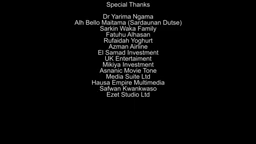 Special Thanks
Dr Yarima Ngama
Alh Bello Maitama (Sardaunan Dutse)
Sarkin Waka Family
Fatuhu Alhasan
Rufaidah Yoghurt
Azman Airline
El Samad Investment
UK Entertaiment
Mikiya Investment
Asnanic Movie Tone
Media Suite Ltd
Hausa Empire Multimedia
Safwan Kwankwaso
Ezet Studio Ltd